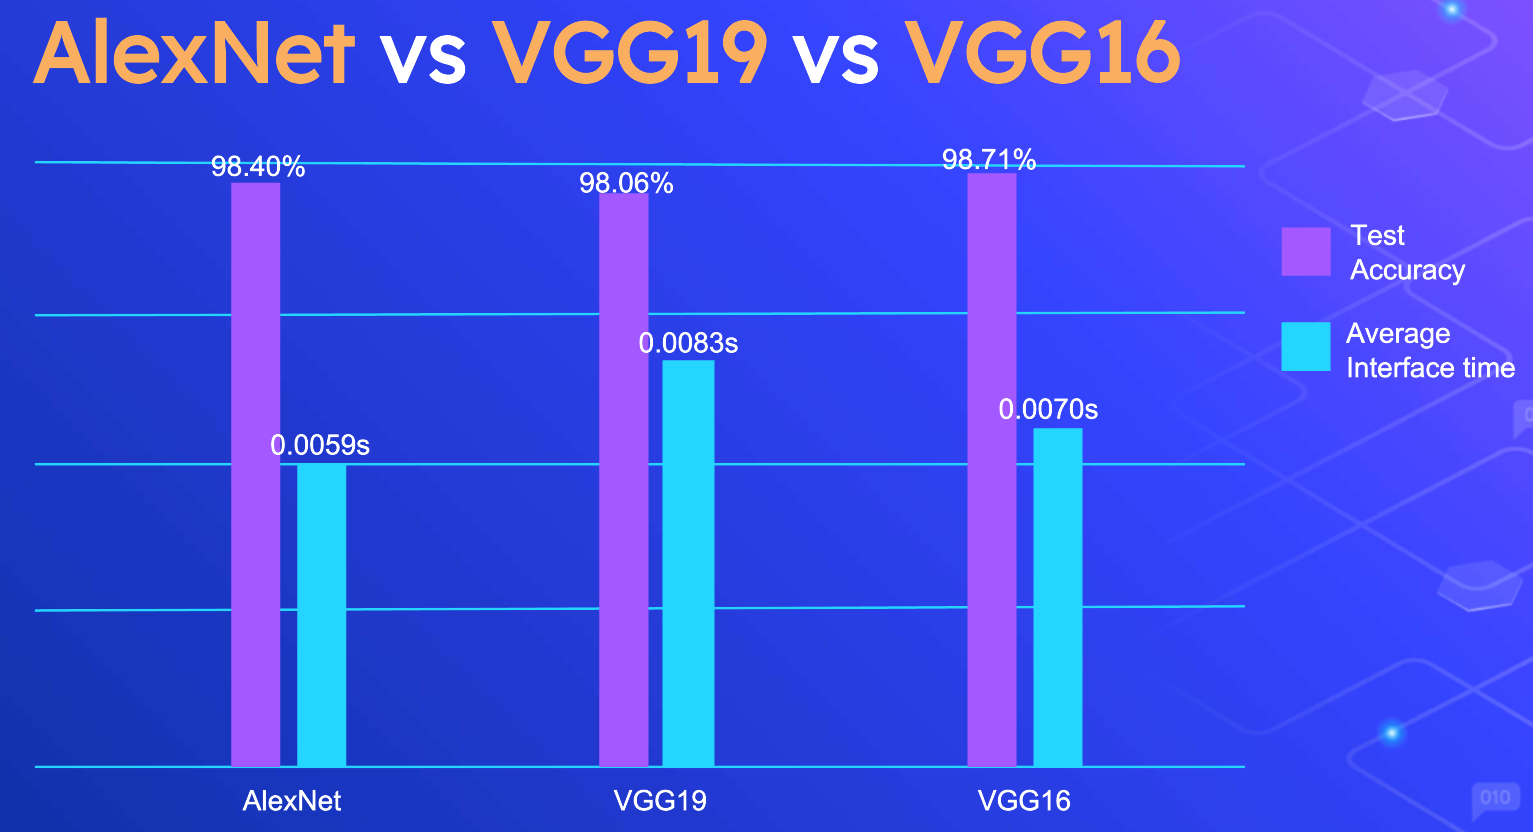 AlexNet vs VGG19 vs VGG16
98.40%
98.06%
98.71%
0.0059s
0.0083s
0.0070s
Test
Accuracy
Average
Interface time
AlexNet
VGG19
VGG16
010